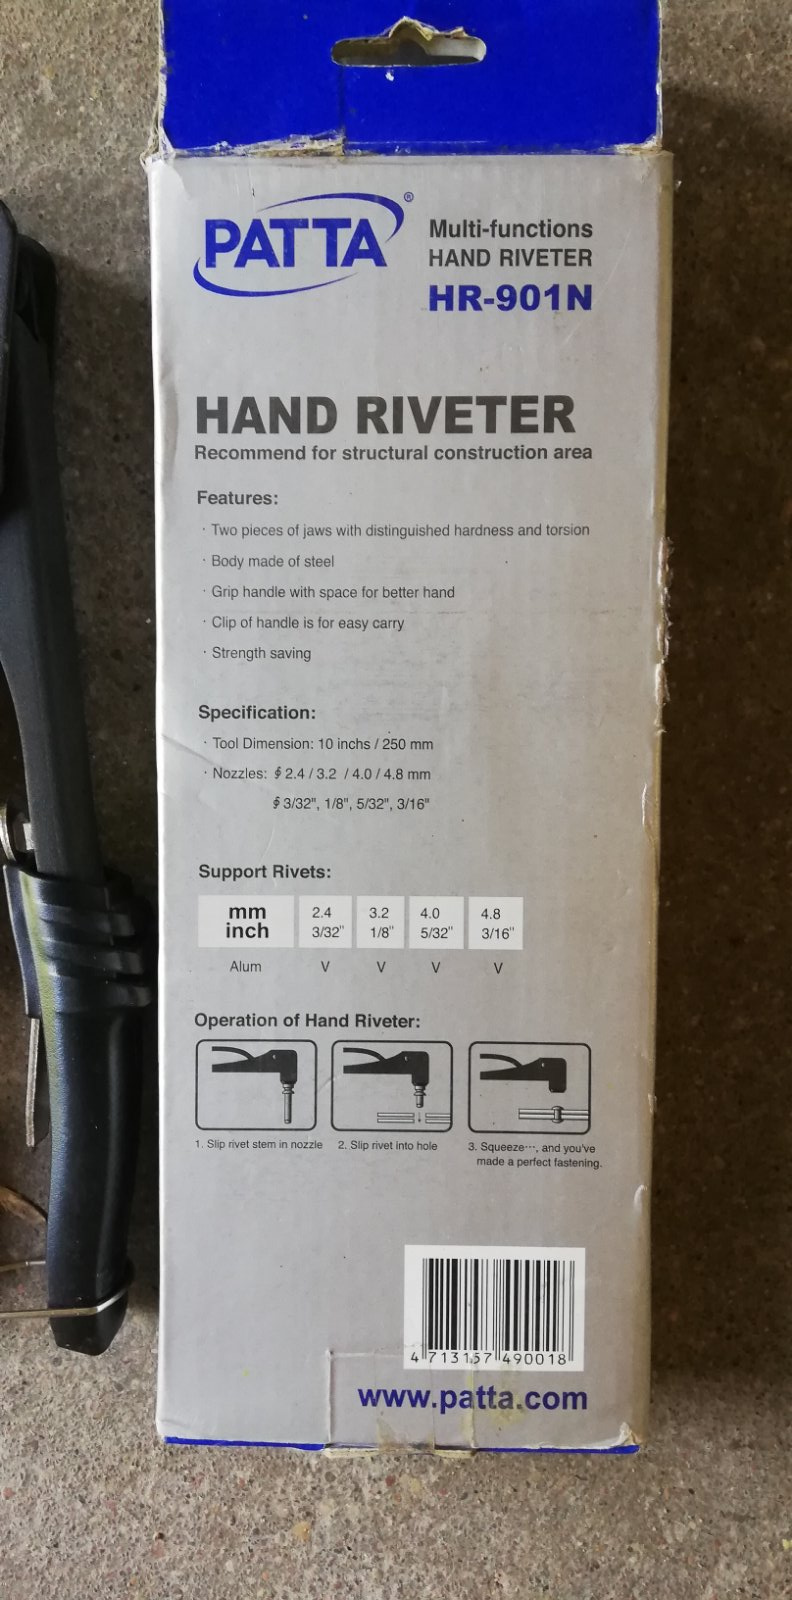 PATTA®
Multi-functions
HAND RIVETER
HR-901N
HAND RIVETER
Recommend for structural construction area
Features:
· Two pieces of jaws with distinguished hardness and torsion
· Body made of steel
· Grip handle with space for better hand
· Clip of handle is for easy carry
· Strength saving
Specification:
· Tool Dimension: 10 inchs / 250 mm
· Nozzles: ∮ 2.4 / 3.2 / 4.0 / 4.8 mm
∮ 3/32", 1/8", 5/32", 3/16"
Support Rivets:
mm 2.4 3.2 4.0 4.8
inch 3/32" 1/8" 5/32" 3/16"
Alum V V V V
Operation of Hand Riveter:
1. Slip rivet stem in nozzle
2. Slip rivet into hole
3. Squeeze···, and you've
made a perfect fastening.
4 713157 490018
www.patta.com